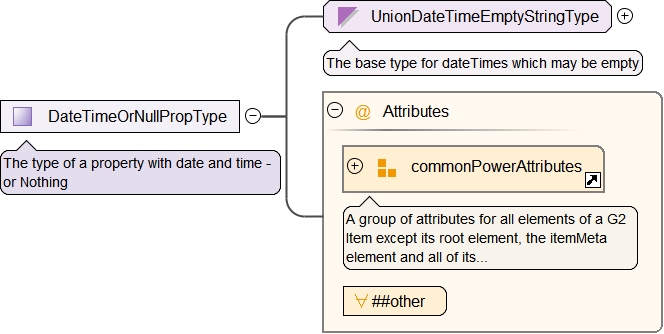 UnionDateTimeEmptyStringType
The base type for dateTimes which may be empty
DateTimeOrNullPropType
The type of a property with date and time -
or Nothing
@ Attributes
commonPowerAttributes
A group of attributes for all elements of a G2
Item except its root element, the itemMeta
element and all of its...
##other